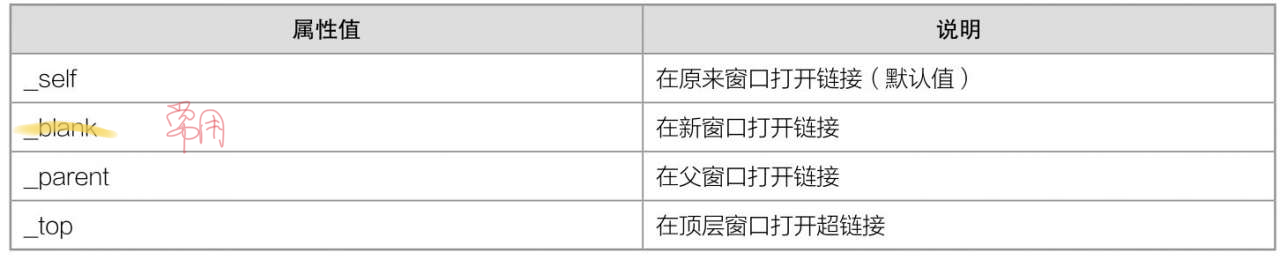 属性值 说明
_self 在原来窗口打开链接（默认值）
_blank 常用 在新窗口打开链接
_parent 在父窗口打开链接
_top 在顶层窗口打开超链接